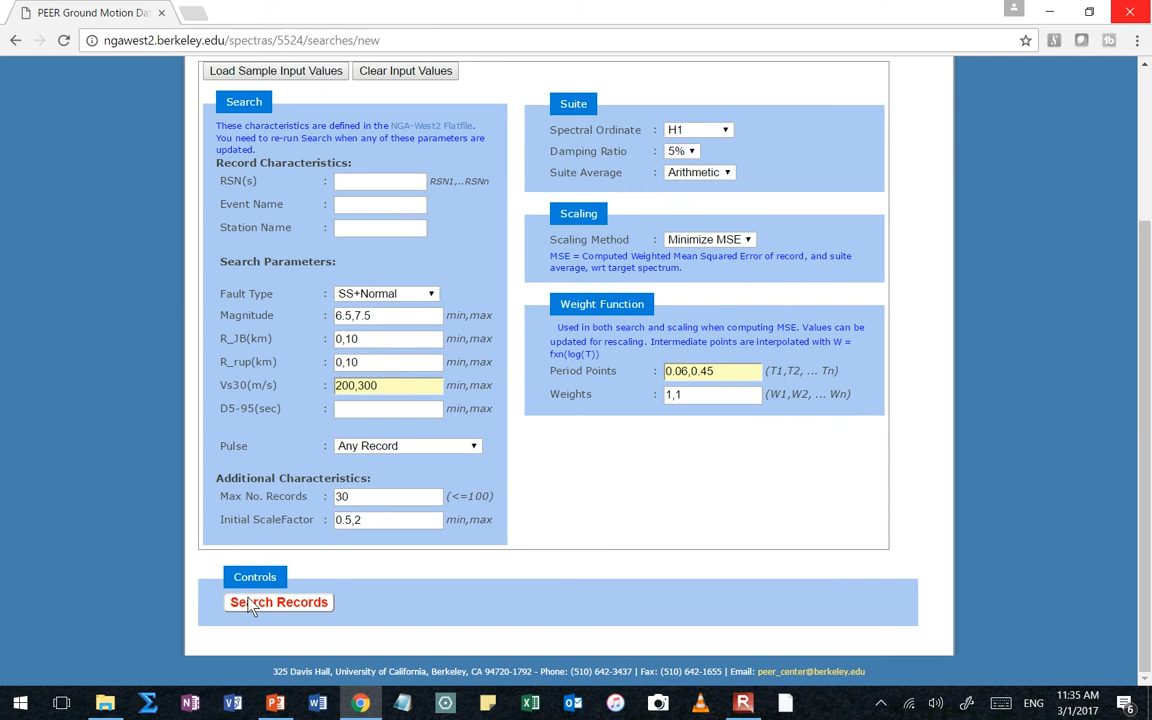 PEER Ground Motion Da
ngawest2.berkeley.edu/spectras/5524/searches/new
Load Sample Input Values Clear Input Values
Search
These characteristics are defined in the NGA-West2 Flatfile.
You need to re-run Search when any of these parameters are
updated.
Record Characteristics:
RSN(s) : RSN1,..RSNn
Event Name :
Station Name :
Search Parameters:
Fault Type : SS+Normal
Magnitude : 6.5,7.5 min,max
R_JB(km) : 0,10 min,max
R_rup(km) : 0,10 min,max
Vs30(m/s) : 200,300 min,max
D5-95(sec) : min,max
Pulse : Any Record
Additional Characteristics:
Max No. Records : 30 (<=100)
Initial ScaleFactor : 0.5,2 min,max
Suite
Spectral Ordinate : H1
Damping Ratio : 5%
Suite Average : Arithmetic
Scaling
Scaling Method : Minimize MSE
MSE = Computed Weighted Mean Squared Error of record, and suite
average, wrt target spectrum.
Weight Function
Used in both search and scaling when computing MSE. Values can be
updated for rescaling. Intermediate points are interpolated with W =
fxn(log(T))
Period Points : 0.06,0.45 (T1,T2, ... Tn)
Weights : 1,1 (W1,W2, ... Wn)
Controls
Search Records
325 Davis Hall, University of California, Berkeley, CA 94720-1792 - Phone: (510) 642-3437 | Fax: (510) 642-1655 | Email: peer_center@berkeley.edu
ENG
11:35 AM
3/1/2017
6